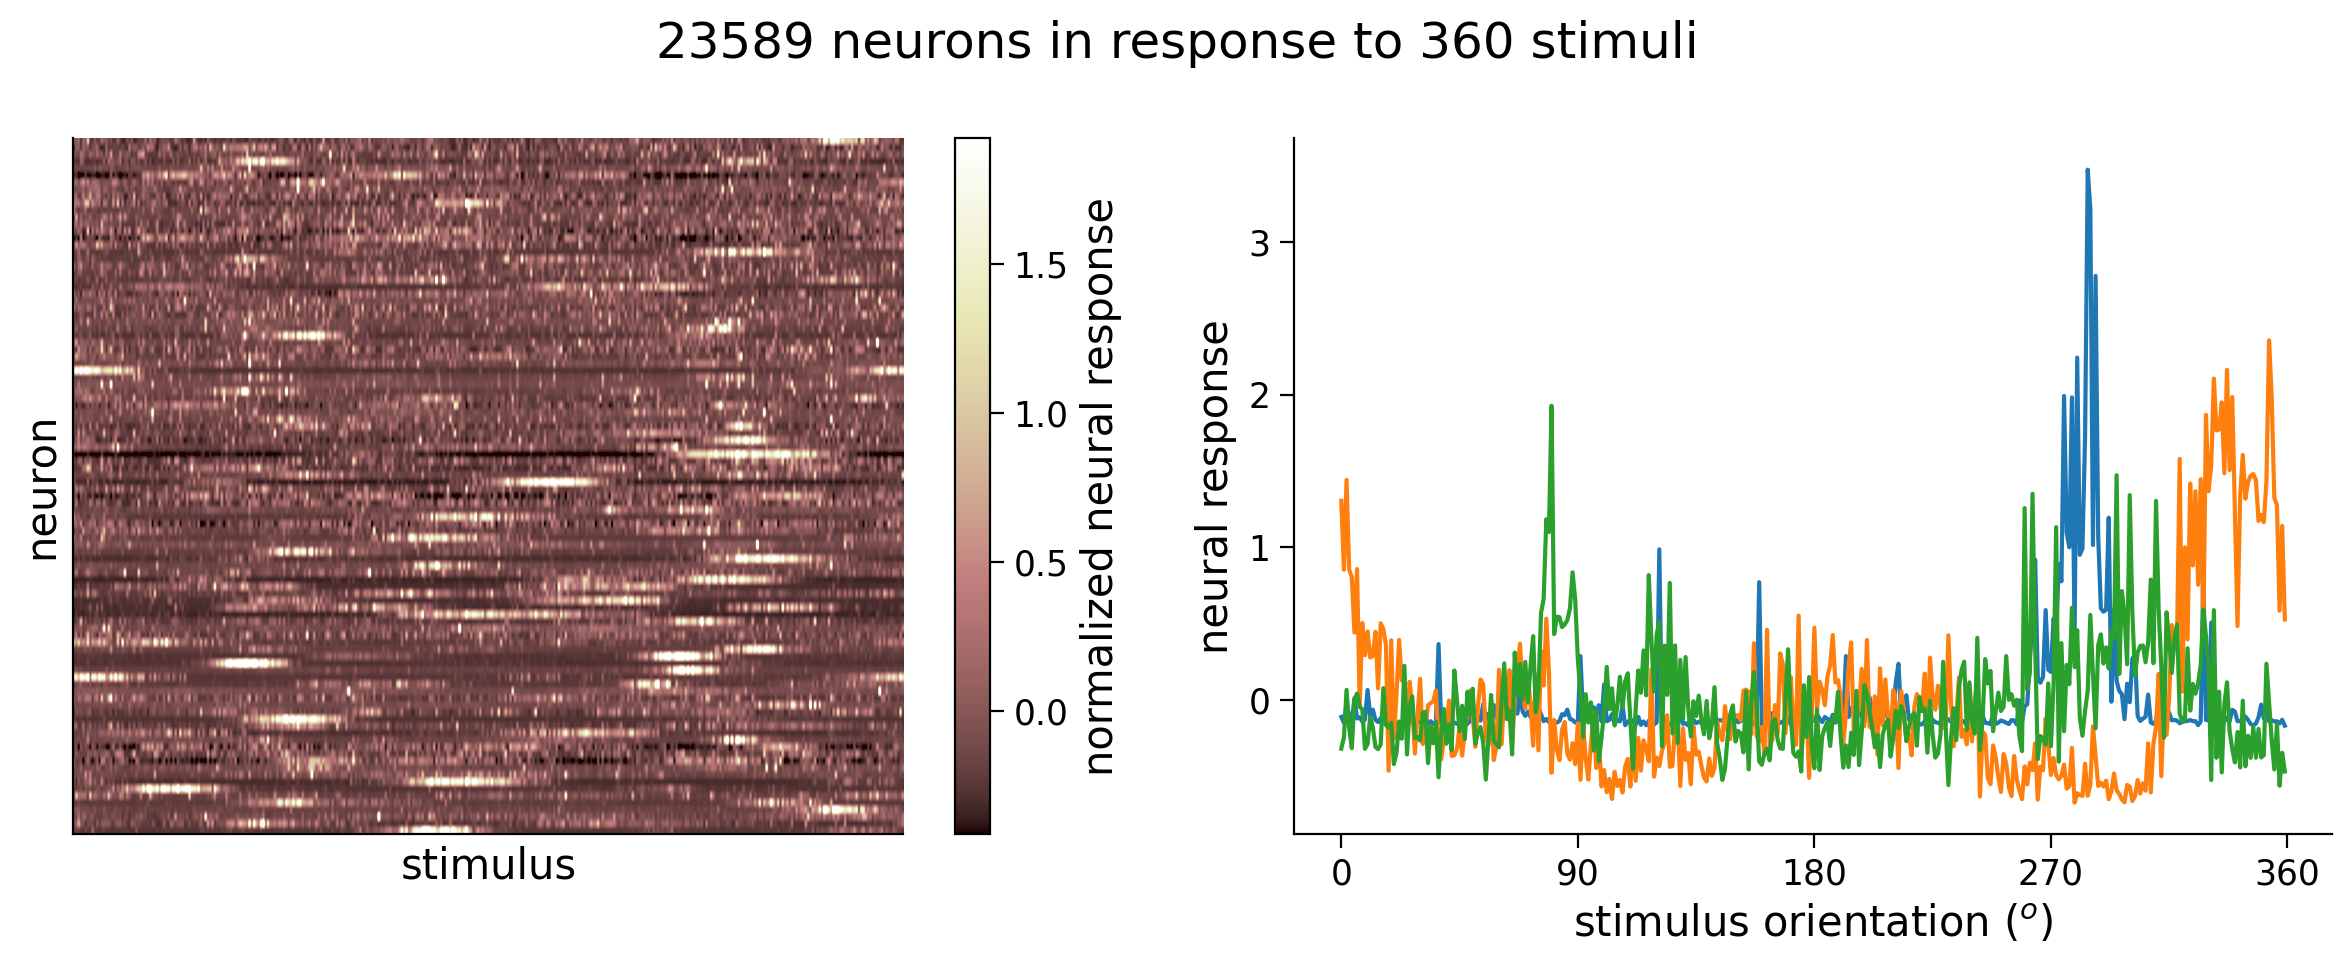 23589 neurons in response to 360 stimuli
neuron
stimulus
1.5
1.0
0.5
0.0
normalized neural response
neural response
3
2
1
0
0 90 180 270 360
stimulus orientation (°)